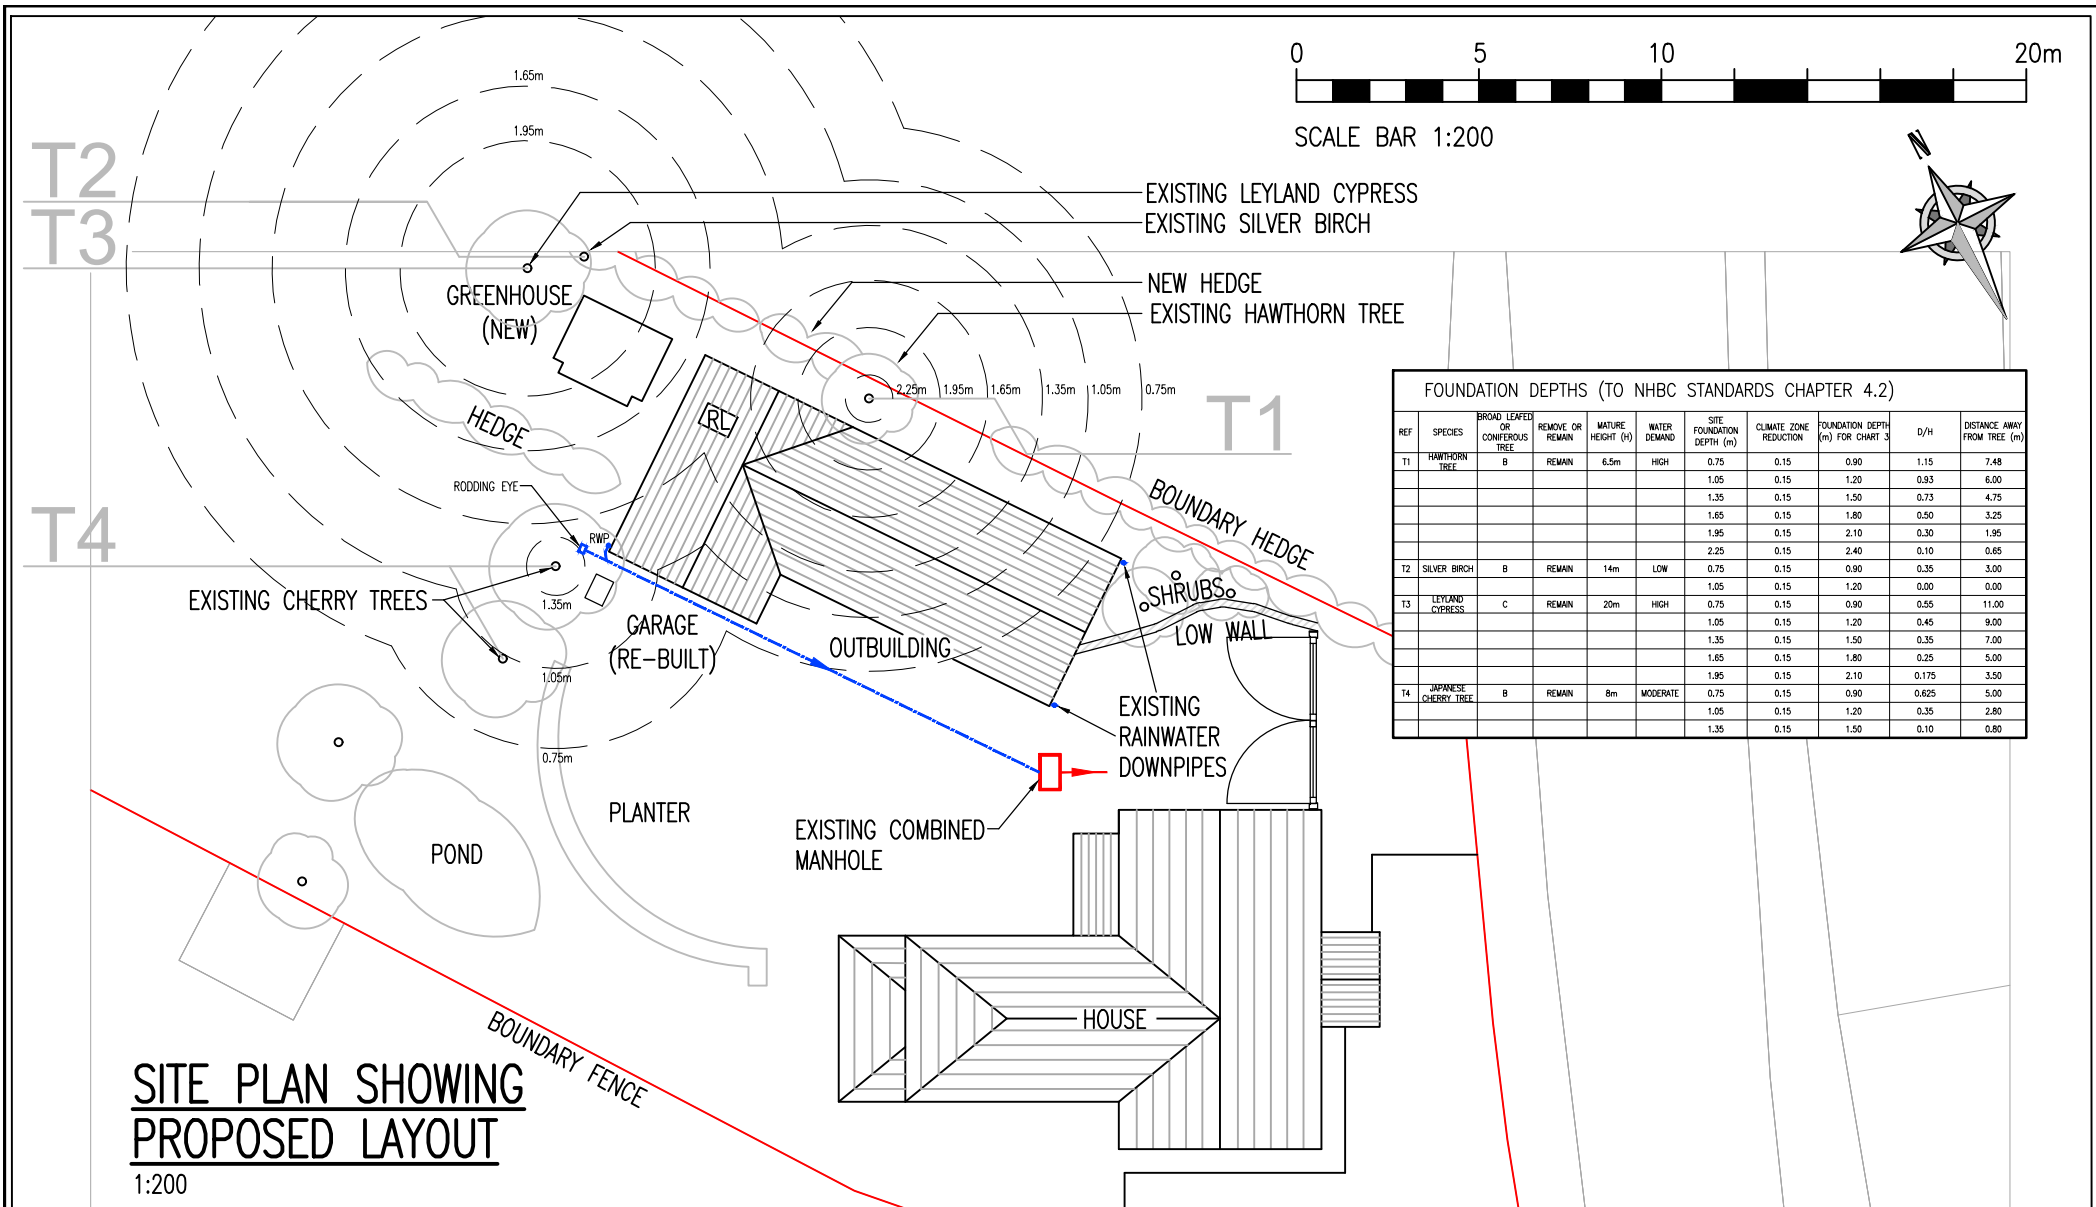 0 5 10 20m
SCALE BAR 1:200
N
1.65m
1.95m
T2
T3
EXISTING LEYLAND CYPRESS
EXISTING SILVER BIRCH
NEW HEDGE
EXISTING HAWTHORN TREE
GREENHOUSE
(NEW)
2.25m 1.95m 1.65m 1.35m 1.05m 0.75m
T1
RL
HEDGE
RODDING EYE
RWP
T4
EXISTING CHERRY TREES
1.35m
1.05m
0.75m
GARAGE
(RE-BUILT)
OUTBUILDING
BOUNDARY HEDGE
SHRUBS
LOW WALL
EXISTING
RAINWATER
DOWNPIPES
PLANTER
POND
EXISTING COMBINED
MANHOLE
HOUSE
BOUNDARY FENCE
SITE PLAN SHOWING
PROPOSED LAYOUT
1:200
FOUNDATION DEPTHS (TO NHBC STANDARDS CHAPTER 4.2)
REF SPECIES BROAD LEAFED OR CONIFEROUS TREE REMOVE OR REMAIN MATURE HEIGHT (H) WATER DEMAND SITE FOUNDATION DEPTH (m) CLIMATE ZONE REDUCTION FOUNDATION DEPTH (m) FOR CHART 3 D/H DISTANCE AWAY FROM TREE (m)
T1 HAWTHORN TREE B REMAIN 6.5m HIGH 0.75 0.15 0.90 1.15 7.48
1.05 0.15 1.20 0.93 6.00
1.35 0.15 1.50 0.73 4.75
1.65 0.15 1.80 0.50 3.25
1.95 0.15 2.10 0.30 1.95
2.25 0.15 2.40 0.10 0.65
T2 SILVER BIRCH B REMAIN 14m LOW 0.75 0.15 0.90 0.35 3.00
1.05 0.15 1.20 0.00 0.00
T3 LEYLAND CYPRESS C REMAIN 20m HIGH 0.75 0.15 0.90 0.55 11.00
1.05 0.15 1.20 0.45 9.00
1.35 0.15 1.50 0.35 7.00
1.65 0.15 1.80 0.25 5.00
1.95 0.15 2.10 0.175 3.50
T4 JAPANESE CHERRY TREE B REMAIN 8m MODERATE 0.75 0.15 0.90 0.625 5.00
1.05 0.15 1.20 0.35 2.80
1.35 0.15 1.50 0.10 0.80